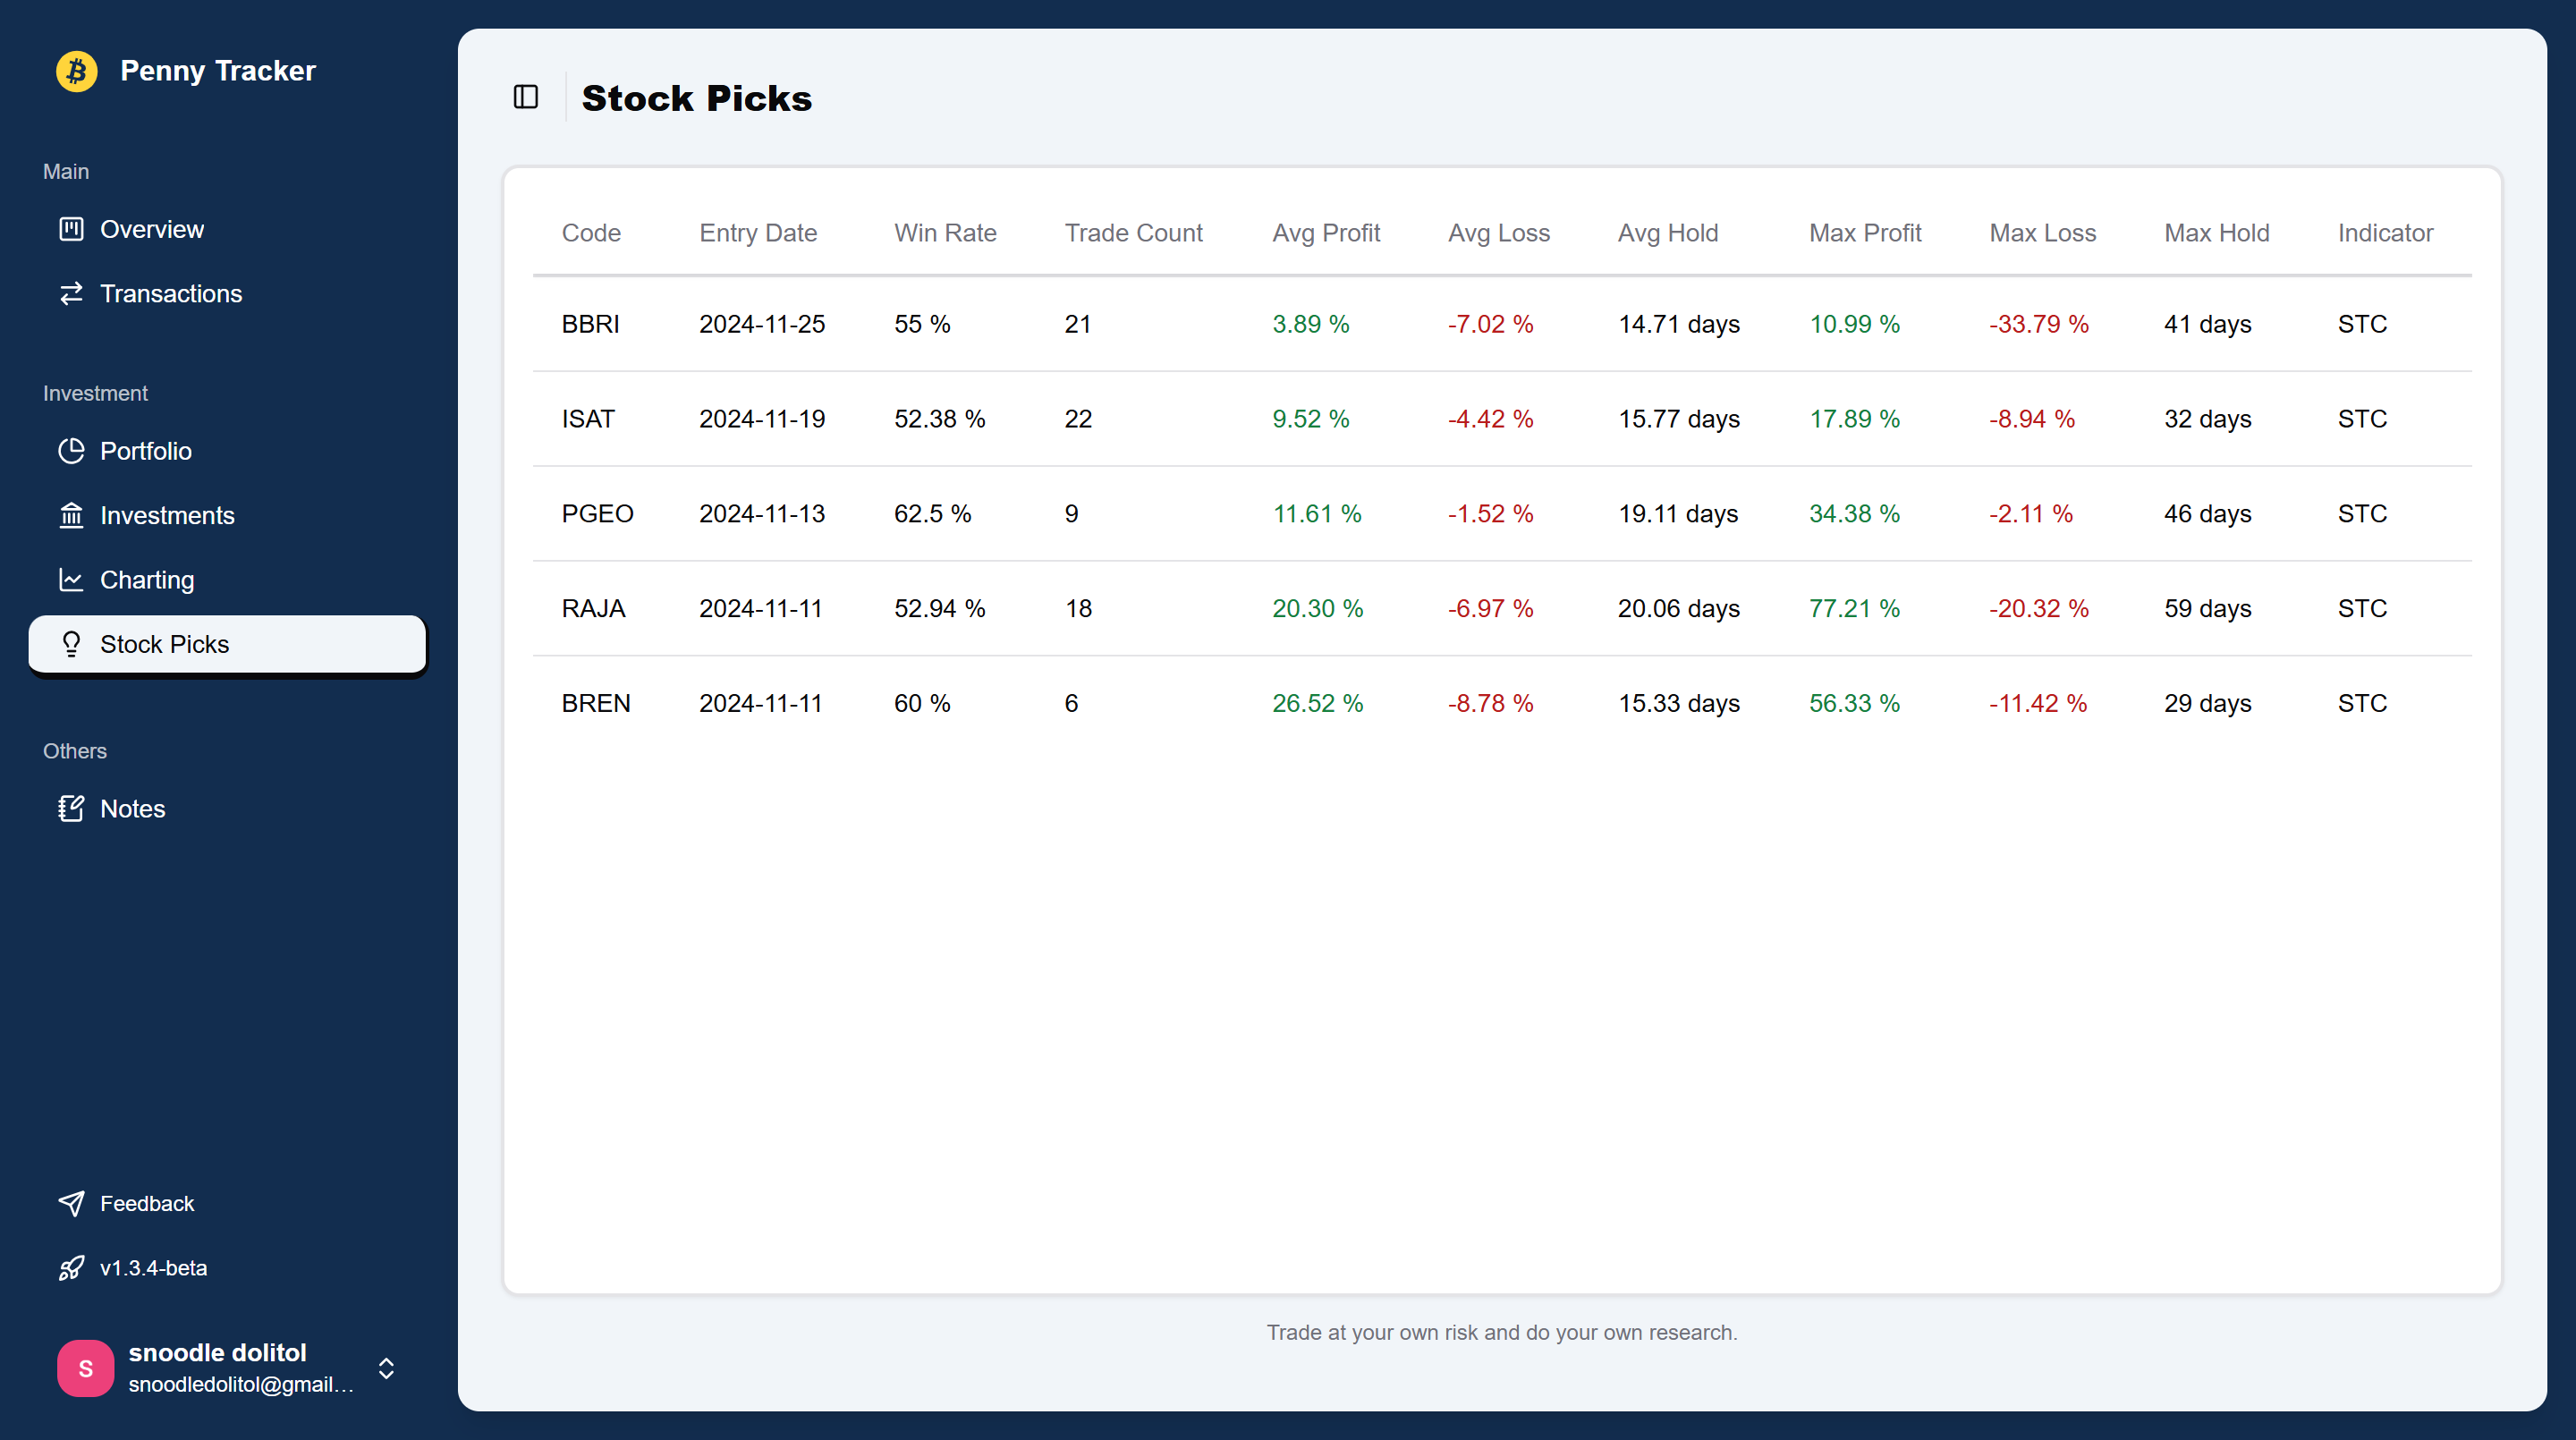 Penny Tracker
Main
Overview
Transactions
Investment
Portfolio
Investments
Charting
Stock Picks
Others
Notes
Feedback
v1.3.4-beta
S
snoodle dolitol
snoodledolitol@gmail...
Stock Picks
Code Entry Date Win Rate Trade Count Avg Profit Avg Loss Avg Hold Max Profit Max Loss Max Hold Indicator
BBRI 2024-11-25 55 % 21 3.89 % -7.02 % 14.71 days 10.99 % -33.79 % 41 days STC
ISAT 2024-11-19 52.38 % 22 9.52 % -4.42 % 15.77 days 17.89 % -8.94 % 32 days STC
PGEO 2024-11-13 62.5 % 9 11.61 % -1.52 % 19.11 days 34.38 % -2.11 % 46 days STC
RAJA 2024-11-11 52.94 % 18 20.30 % -6.97 % 20.06 days 77.21 % -20.32 % 59 days STC
BREN 2024-11-11 60 % 6 26.52 % -8.78 % 15.33 days 56.33 % -11.42 % 29 days STC
Trade at your own risk and do your own research.